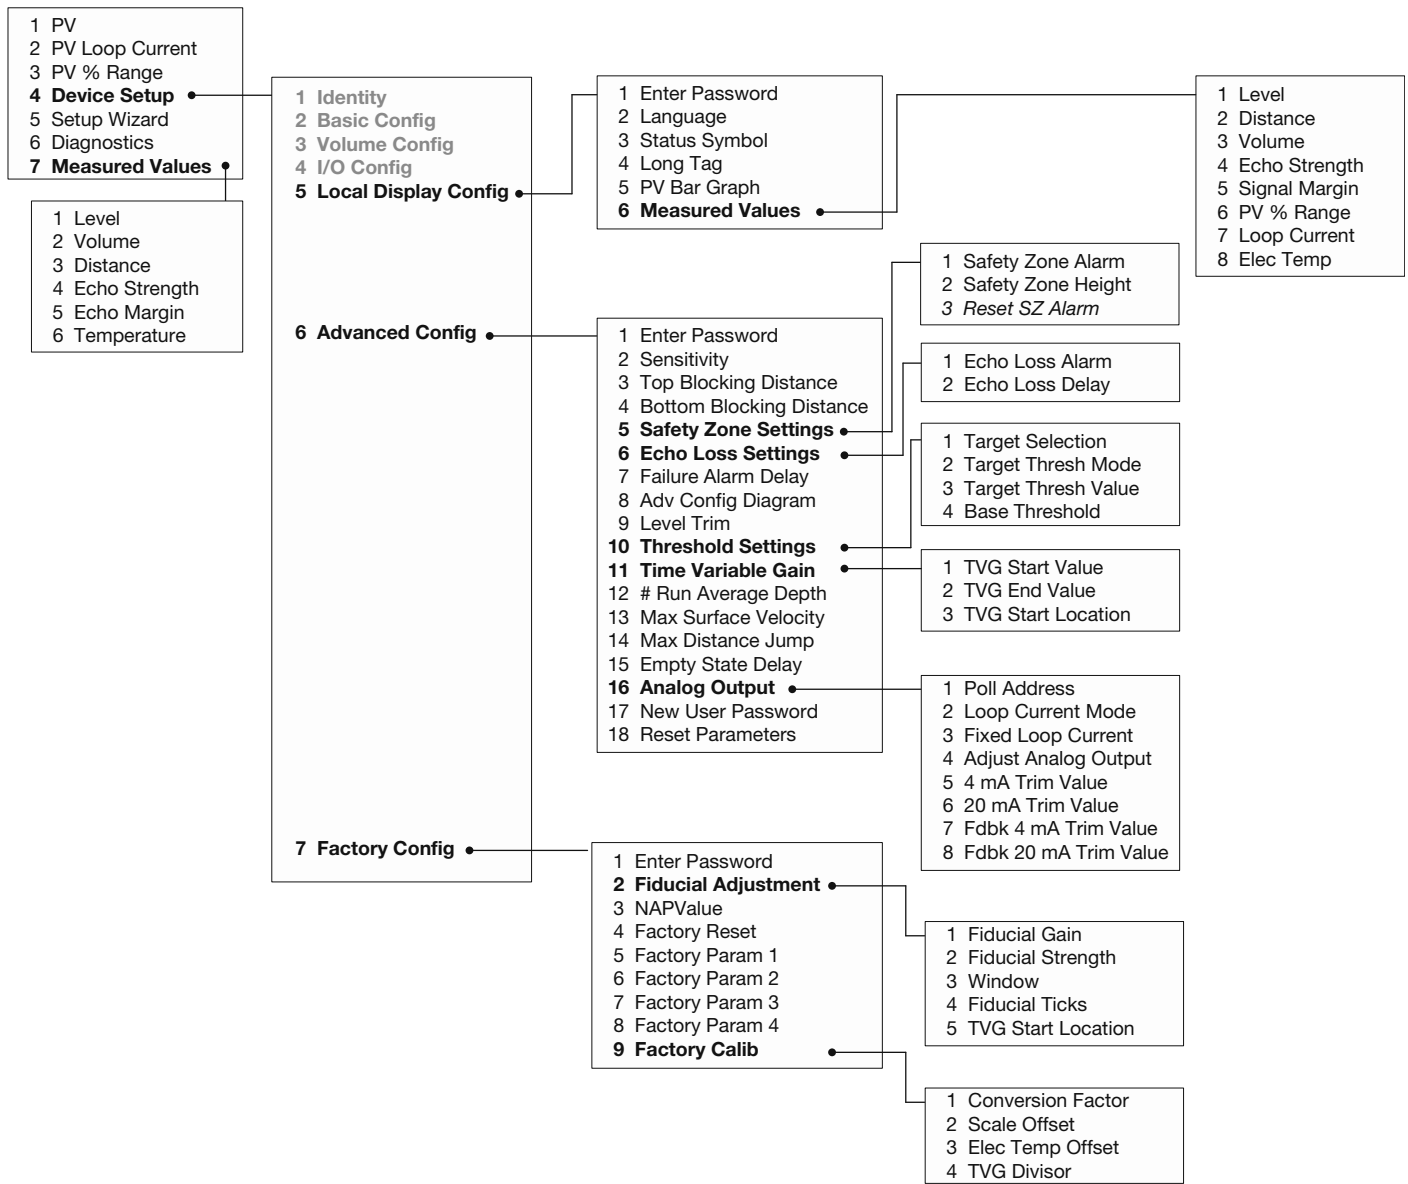 1 PV
2 PV Loop Current
3 PV % Range
4 Device Setup
5 Setup Wizard
6 Diagnostics
7 Measured Values
1 Level
2 Volume
3 Distance
4 Echo Strength
5 Echo Margin
6 Temperature
1 Identity
2 Basic Config
3 Volume Config
4 I/O Config
5 Local Display Config
6 Advanced Config
7 Factory Config
1 Enter Password
2 Language
3 Status Symbol
4 Long Tag
5 PV Bar Graph
6 Measured Values
1 Level
2 Distance
3 Volume
4 Echo Strength
5 Signal Margin
6 PV % Range
7 Loop Current
8 Elec Temp
1 Enter Password
2 Sensitivity
3 Top Blocking Distance
4 Bottom Blocking Distance
5 Safety Zone Settings
6 Echo Loss Settings
7 Failure Alarm Delay
8 Adv Config Diagram
9 Level Trim
10 Threshold Settings
11 Time Variable Gain
12 # Run Average Depth
13 Max Surface Velocity
14 Max Distance Jump
15 Empty State Delay
16 Analog Output
17 New User Password
18 Reset Parameters
1 Safety Zone Alarm
2 Safety Zone Height
3 Reset SZ Alarm
1 Echo Loss Alarm
2 Echo Loss Delay
1 Target Selection
2 Target Thresh Mode
3 Target Thresh Value
4 Base Threshold
1 TVG Start Value
2 TVG End Value
3 TVG Start Location
1 Poll Address
2 Loop Current Mode
3 Fixed Loop Current
4 Adjust Analog Output
5 4 mA Trim Value
6 20 mA Trim Value
7 Fdbk 4 mA Trim Value
8 Fdbk 20 mA Trim Value
1 Enter Password
2 Fiducial Adjustment
3 NAPValue
4 Factory Reset
5 Factory Param 1
6 Factory Param 2
7 Factory Param 3
8 Factory Param 4
9 Factory Calib
1 Fiducial Gain
2 Fiducial Strength
3 Window
4 Fiducial Ticks
5 TVG Start Location
1 Conversion Factor
2 Scale Offset
3 Elec Temp Offset
4 TVG Divisor